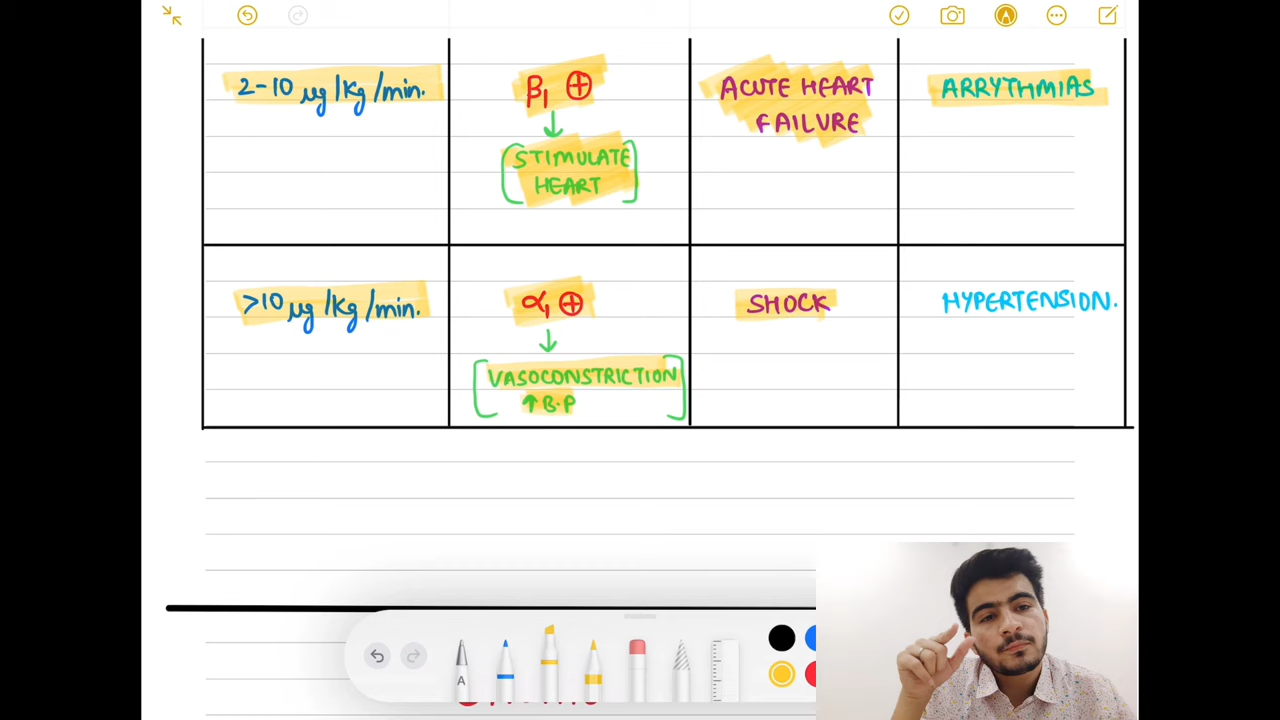 2-10 µg/kg/min.
β₁ ⊕
↓
[STIMULATE
HEART]
ACUTE HEART
FAILURE
ARRYTHMIAS
>10 µg/kg/min.
α₁ ⊕
↓
[VASOCONSTRICTION
↑ B.P]
SHOCK
HYPERTENSION.
A